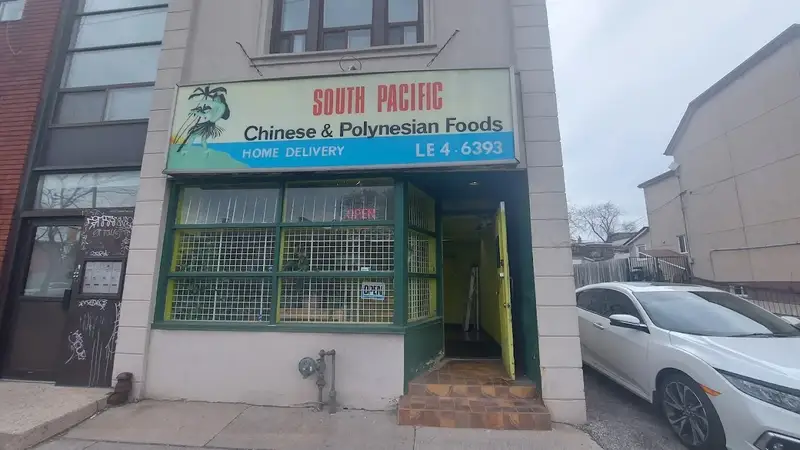 SOUTH PACIFIC
Chinese & Polynesian Foods
HOME DELIVERY LE 4-6393
OPEN
OPEN